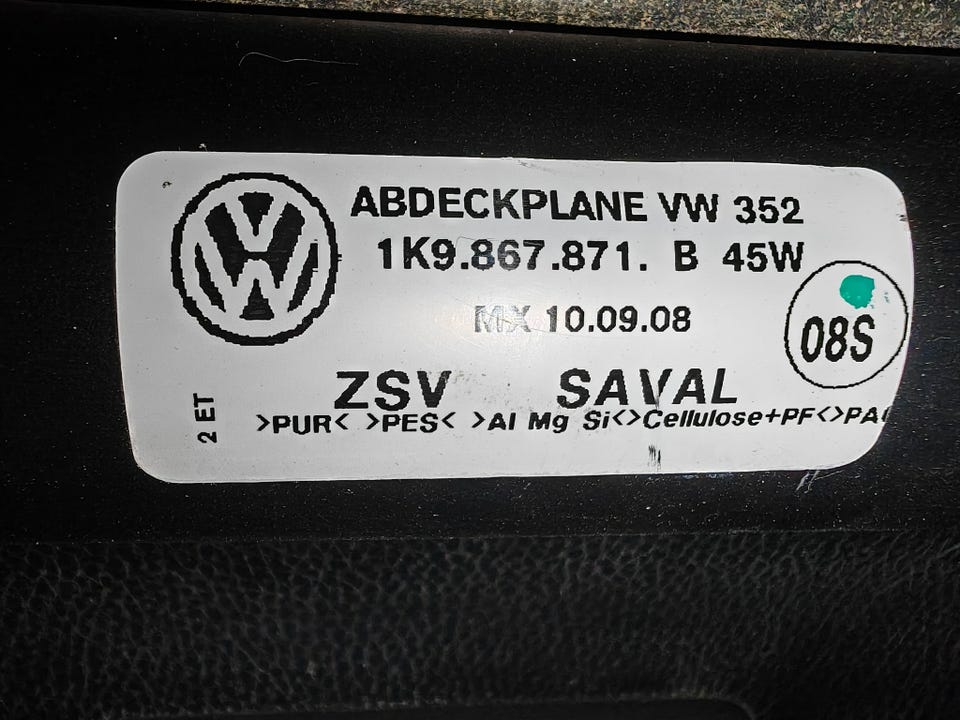 ABDECKPLANE VW 352
1K9.867.871. B 45W
MX 10.09.08
08S
ZSV SAVAL
2 ET
>PUR< >PES< >Al Mg Si<>Cellulose+PF<>PA